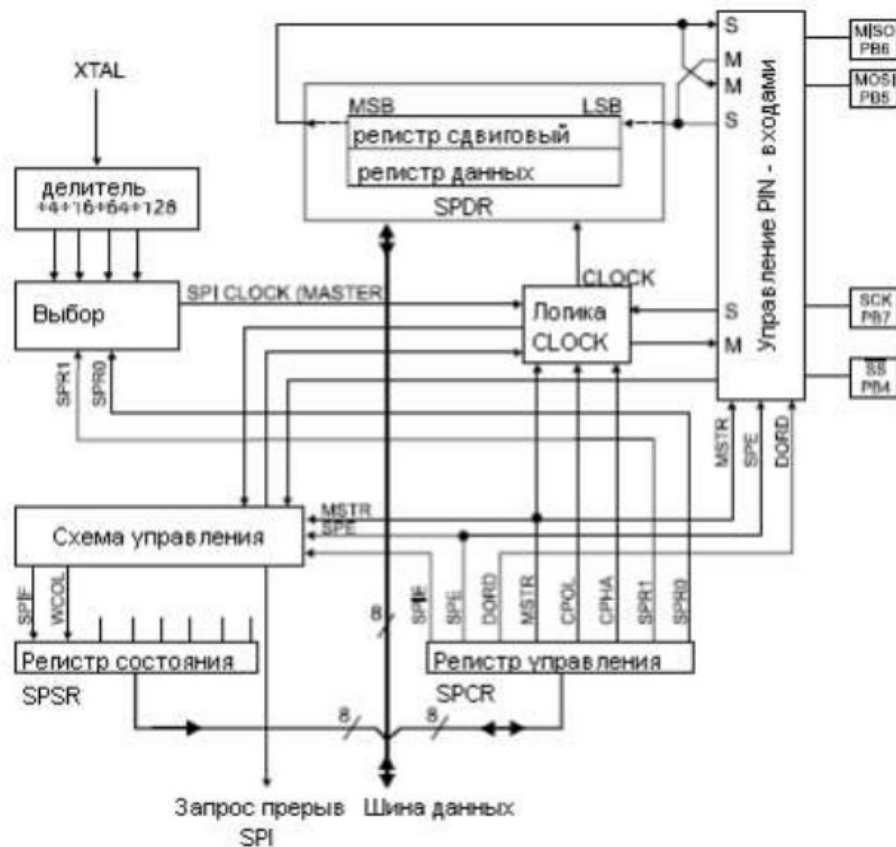 XTAL
делитель
+4+16+64+128
Выбор
SPI CLOCK (MASTER
SPR1
SPR0
MSB
LSB
регистр сдвиговый
регистр данных
SPDR
CLOCK
Логика
CLOCK
S
M
M
S
S
M
Управление PIN - входами
MISO
PB6
MOSI
PB5
SCK
PB7
SS
PB4
MSTR
SPE
DORD
MSTR
SPE
Схема управления
SPIF
WCOL
Регистр состояния
SPSR
8
SPE
DORD
MSTR
CPOL
CPHA
SPR1
SPR0
Регистр управления
SPCR
8
8
Запрос прерыв
SPI
Шина данных